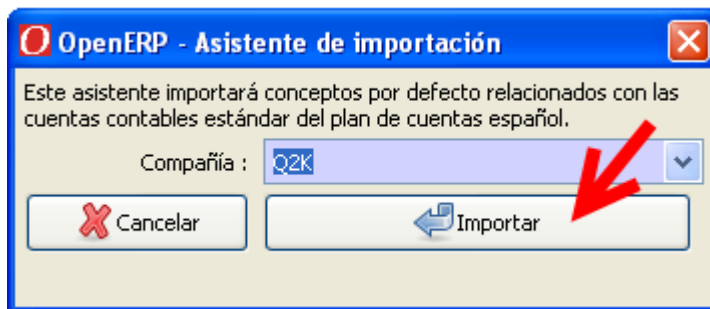 OpenERP - Asistente de importación
Este asistente importará conceptos por defecto relacionados con las
cuentas contables estándar del plan de cuentas español.
Compañía : Q2K
Cancelar Importar